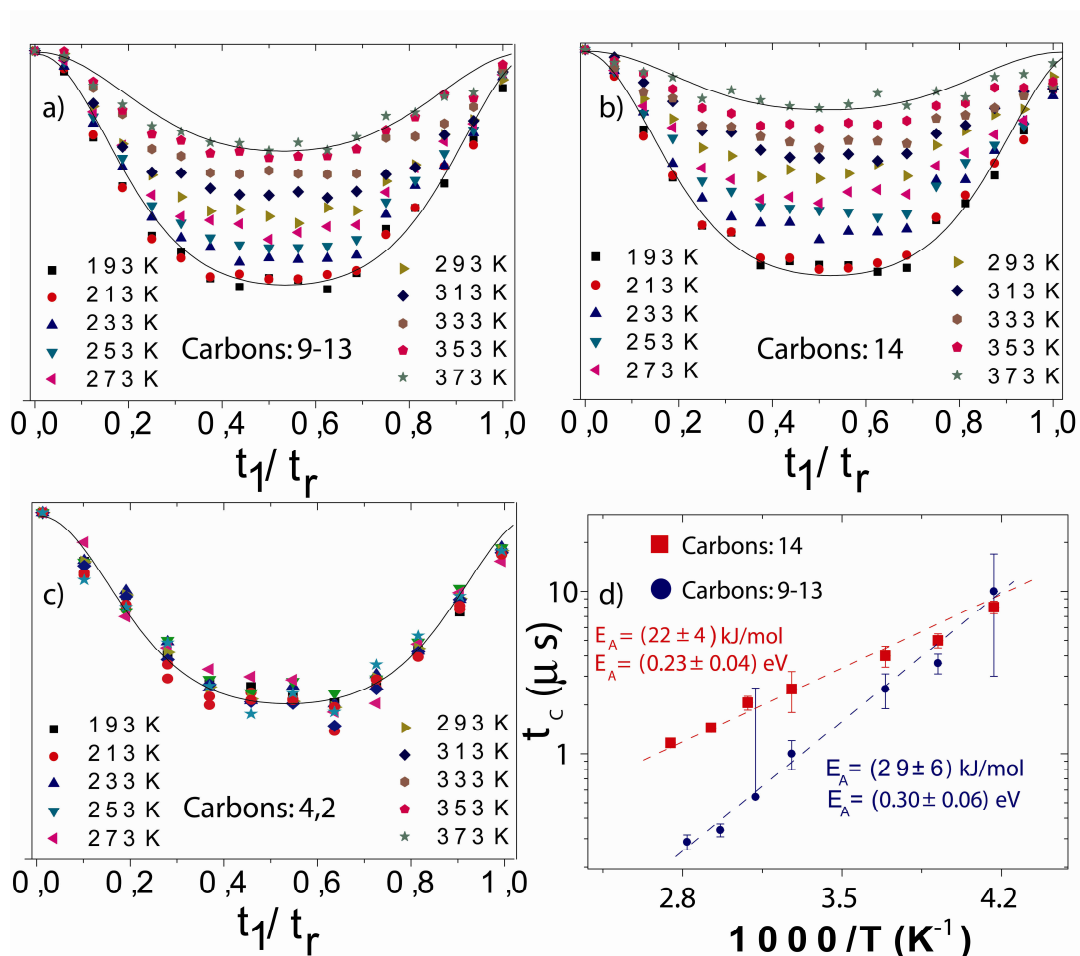 a)
193 K
213 K
233 K
253 K
273 K
293 K
313 K
333 K
353 K
373 K
Carbons: 9-13
0,0 0,2 0,4 0,6 0,8 1,0
t1/ tr
b)
193 K
213 K
233 K
253 K
273 K
293 K
313 K
333 K
353 K
373 K
Carbons: 14
0,0 0,2 0,4 0,6 0,8 1,0
t1/ tr
c)
193 K
213 K
233 K
253 K
273 K
293 K
313 K
333 K
353 K
373 K
Carbons: 4,2
0,0 0,2 0,6 0,8 1,0
t1/ tr
d)
Carbons: 14
Carbons: 9-13
EA= (22 ± 4) kJ/mol
EA= (0.23 ± 0.04) eV
EA= (29 ± 6) kJ/mol
EA= (0.30 ± 0.06) eV
10
1
tc (μs)
2.8 3.5 4.2
1000/T (K-1)